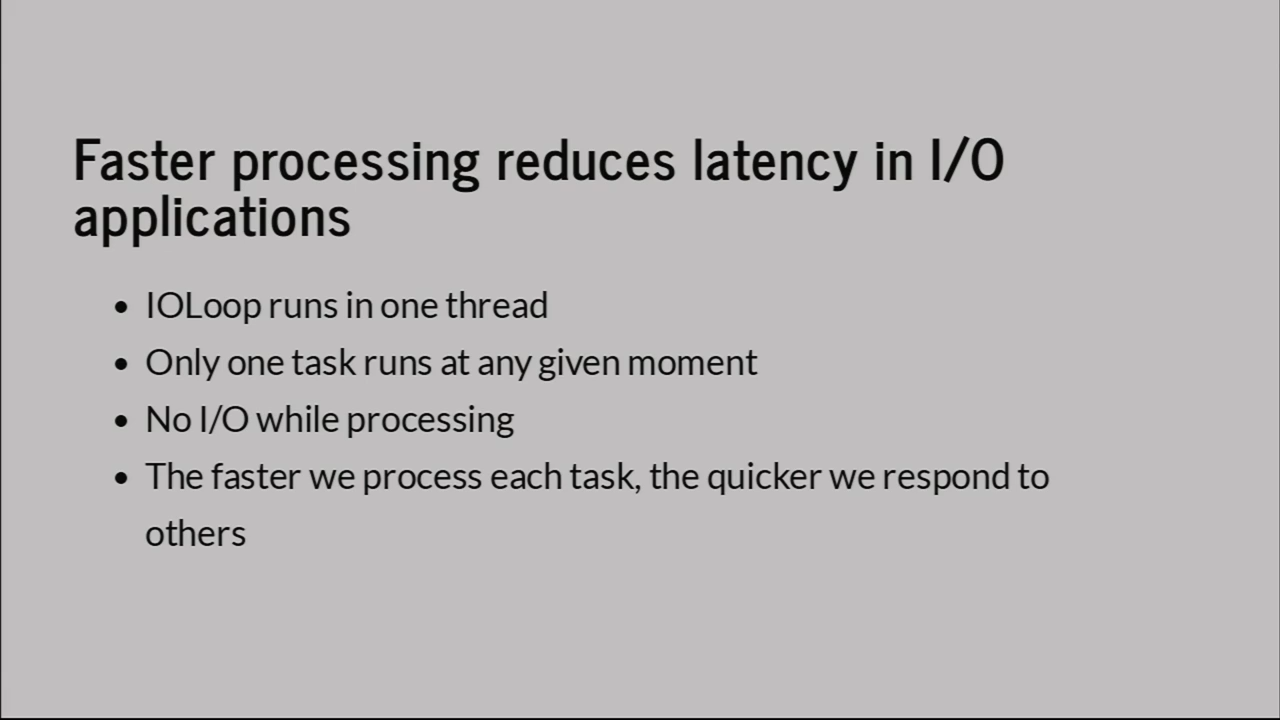 Faster processing reduces latency in I/O
applications
• IOLoop runs in one thread
• Only one task runs at any given moment
• No I/O while processing
• The faster we process each task, the quicker we respond to
others